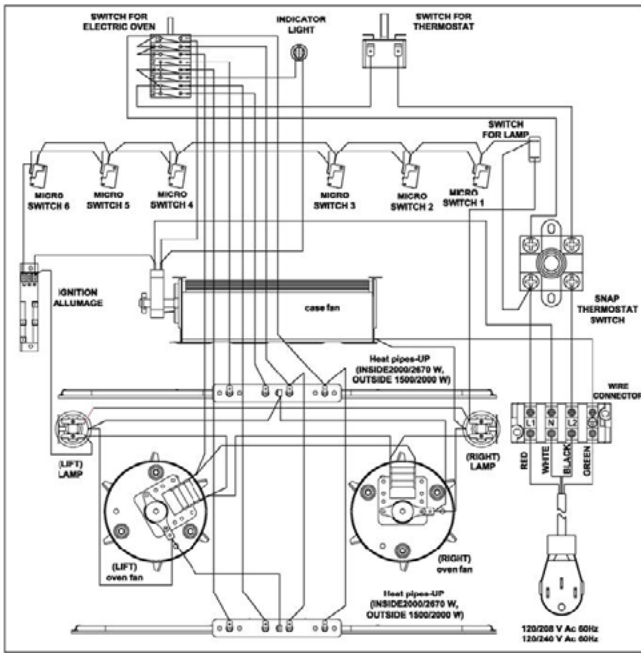 SWITCH FOR
ELECTRIC OVEN
INDICATOR
LIGHT
SWITCH FOR
THERMOSTAT
SWITCH
FOR LAMP
MICRO
SWITCH 6
MICRO
SWITCH 5
MICRO
SWITCH 4
MICRO
SWITCH 3
MICRO
SWITCH 2
MICRO
SWITCH 1
IGNITION
ALLUMAGE
case fan
SNAP
THERMOSTAT
SWITCH
Heat pipes-UP
(INSIDE2000/2670 W,
OUTSIDE 1500/2000 W)
WIRE
CONNECTOR
L1
N
L2
RED
WHITE
BLACK
GREEN
(LIFT)
LAMP
(RIGHT)
LAMP
(LIFT)
oven fan
(RIGHT)
oven fan
Heat pipes-UP
(INSIDE2000/2670 W,
OUTSIDE 1500/2000 W)
120/208 V Ac 60Hz
120/240 V Ac 60Hz